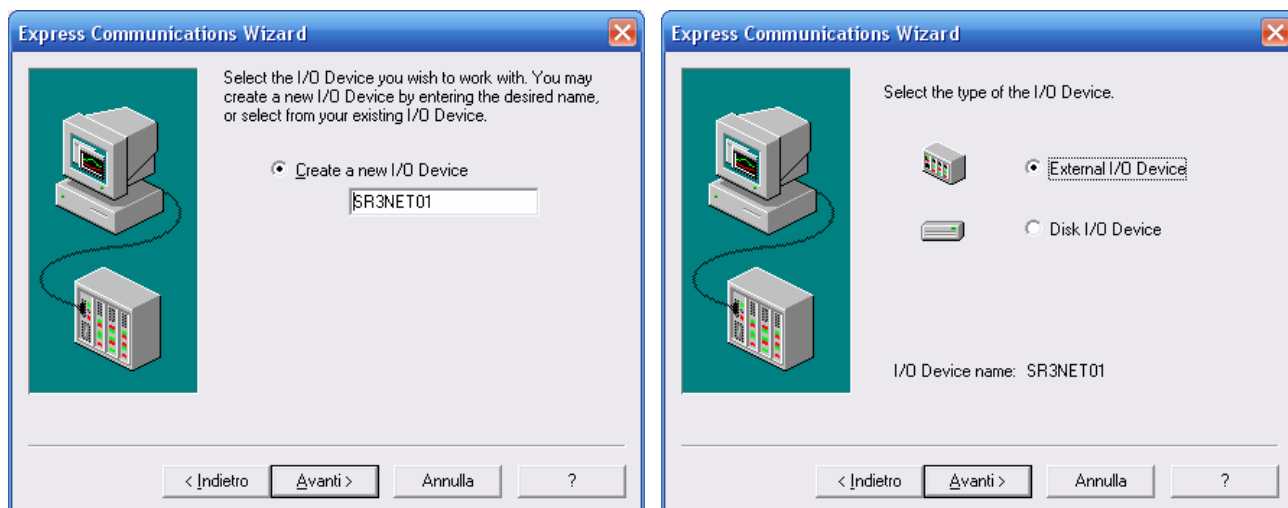 Express Communications Wizard
Select the I/O Device you wish to work with. You may
create a new I/O Device by entering the desired name,
or select from your existing I/O Device.
Create a new I/O Device
SR3NET01
< Indietro
Avanti >
Annulla
?
Express Communications Wizard
Select the type of the I/O Device.
External I/O Device
Disk I/O Device
I/O Device name: SR3NET01
< Indietro
Avanti >
Annulla
?